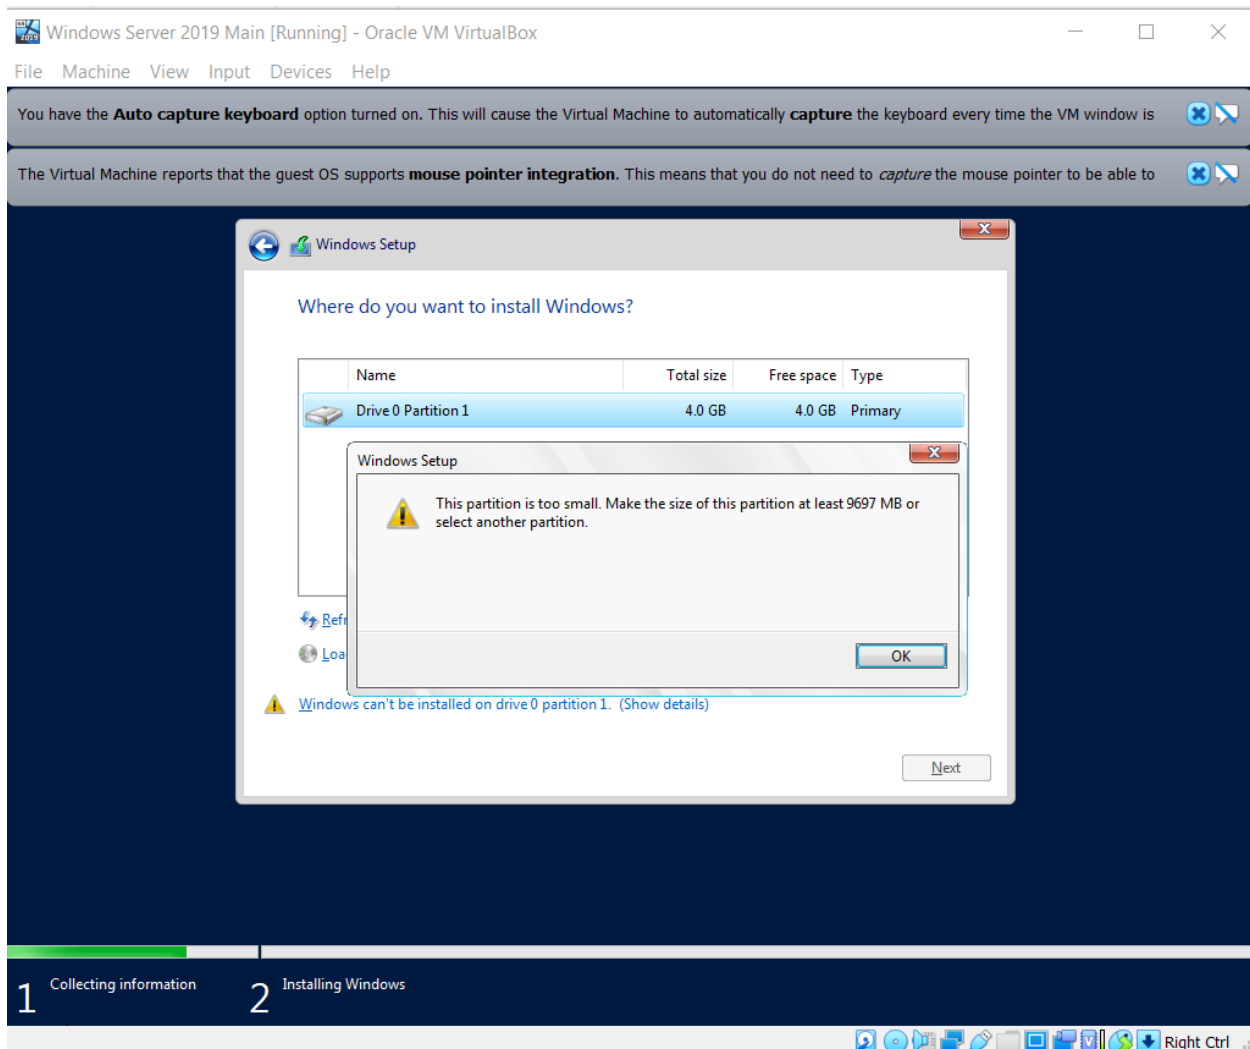 Windows Server 2019 Main [Running] - Oracle VM VirtualBox
File Machine View Input Devices Help
You have the Auto capture keyboard option turned on. This will cause the Virtual Machine to automatically capture the keyboard every time the VM window is
The Virtual Machine reports that the guest OS supports mouse pointer integration. This means that you do not need to capture the mouse pointer to be able to
Windows Setup
Where do you want to install Windows?
Name Total size Free space Type
Drive 0 Partition 1 4.0 GB 4.0 GB Primary
Windows Setup
This partition is too small. Make the size of this partition at least 9697 MB or
select another partition.
Refr
Loa
OK
Windows can't be installed on drive 0 partition 1. (Show details)
Next
1 Collecting information 2 Installing Windows
Right Ctrl